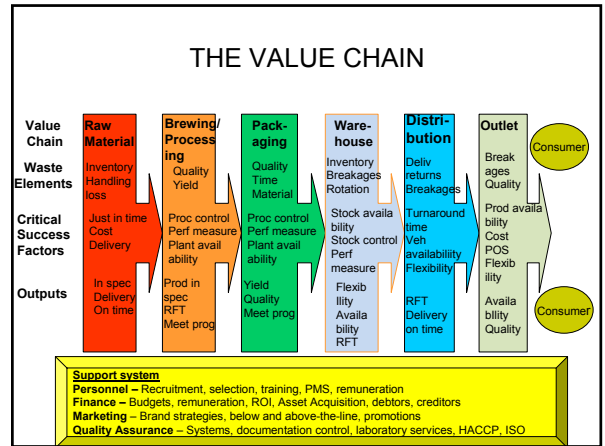 THE VALUE CHAIN
Value
Chain
Waste
Elements
Critical
Success
Factors
Outputs
Raw
Material
Inventory
Handling
loss
Just in time
Cost
Delivery
In spec
Delivery
On time
Brewing/
Process
ing
Quality
Yield
Proc control
Perf measure
Plant avail
ability
Prod in
spec
RFT
Meet prog
Pack-
aging
Quality
Time
Material
Proc control
Perf measure
Plant avail
ability
Yield
Quality
Meet prog
Ware-
house
Inventory
Breakages
Rotation
Stock availa
bility
Stock control
Perf
measure
Flexib
Ility
Availa
bility
RFT
Distri-
bution
Deliv
returns
Breakages
Turnaround
time
Veh
availability
Flexibility
RFT
Delivery
on time
Outlet
Break
ages
Quality
Prod availa
bility
Cost
POS
Flexib
ility
Availa
bIlity
Quality
Consumer
Consumer
Support system
Personnel – Recruitment, selection, training, PMS, remuneration
Finance – Budgets, remuneration, ROI, Asset Acquisition, debtors, creditors
Marketing – Brand strategies, below and above-the-line, promotions
Quality Assurance – Systems, documentation control, laboratory services, HACCP, ISO